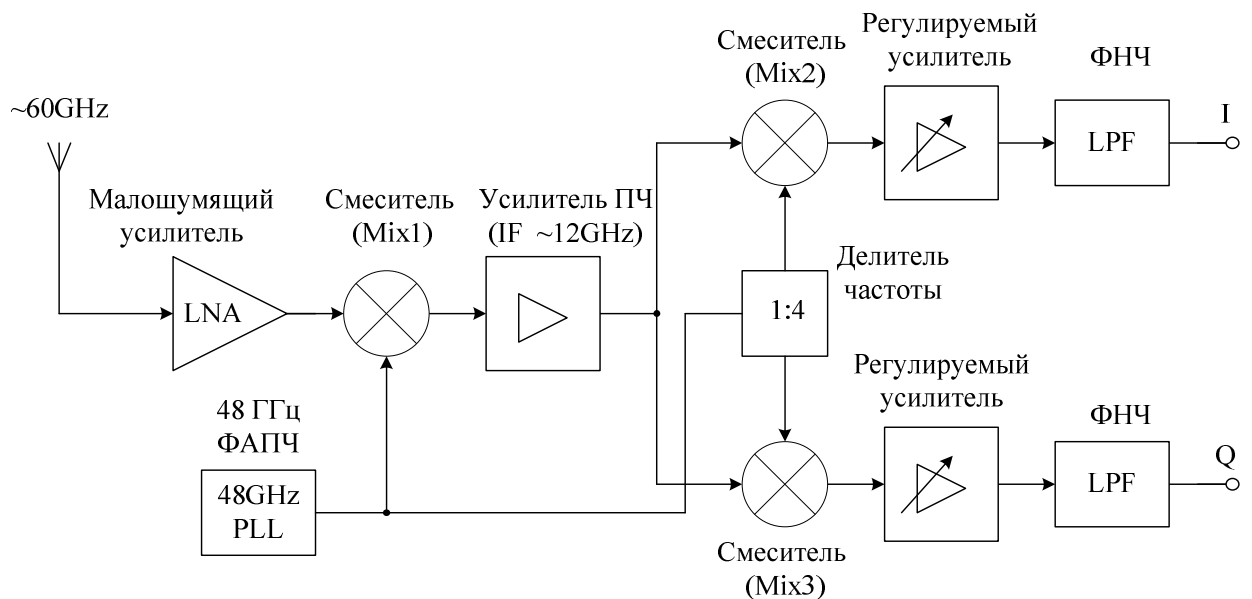 ~60GHz
Малошумящий
усилитель
LNA
Смеситель
(Mix1)
Усилитель ПЧ
(IF ~12GHz)
48 ГГц
ФАПЧ
48GHz
PLL
Смеситель
(Mix2)
Регулируемый
усилитель
ФНЧ
LPF
I
Делитель
частоты
1:4
Регулируемый
усилитель
ФНЧ
LPF
Q
Смеситель
(Mix3)